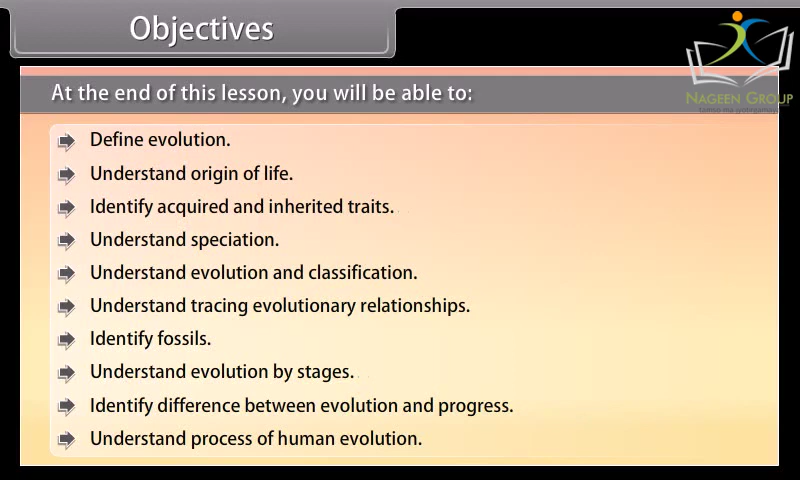 Objectives
NAGEEN GROUP
At the end of this lesson, you will be able to:
Define evolution.
Understand origin of life.
Identify acquired and inherited traits.
Understand speciation.
Understand evolution and classification.
Understand tracing evolutionary relationships.
Identify fossils.
Understand evolution by stages.
Identify difference between evolution and progress.
Understand process of human evolution.